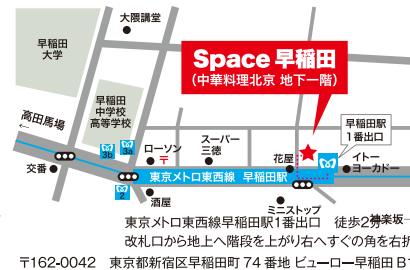 大隈講堂
早稲田
大学
Space 早稲田
(中華料理北京 地下一階)
早稲田
中学校
高等学校
高田馬場
←
早稲田駅
1番出口
3b
3a
ローソン
〒
スーパー
三徳
花屋
イトー
ヨーカドー
交番
東京メトロ東西線 早稲田駅
2
酒屋
ミニストップ
神楽坂
東京メトロ東西線早稲田駅1番出口 徒歩2分
改札口から地上へ階段を上がり右へすぐの角を右折
〒162-0042 東京都新宿区早稲田町 74 番地 ビューロー早稲田 B1